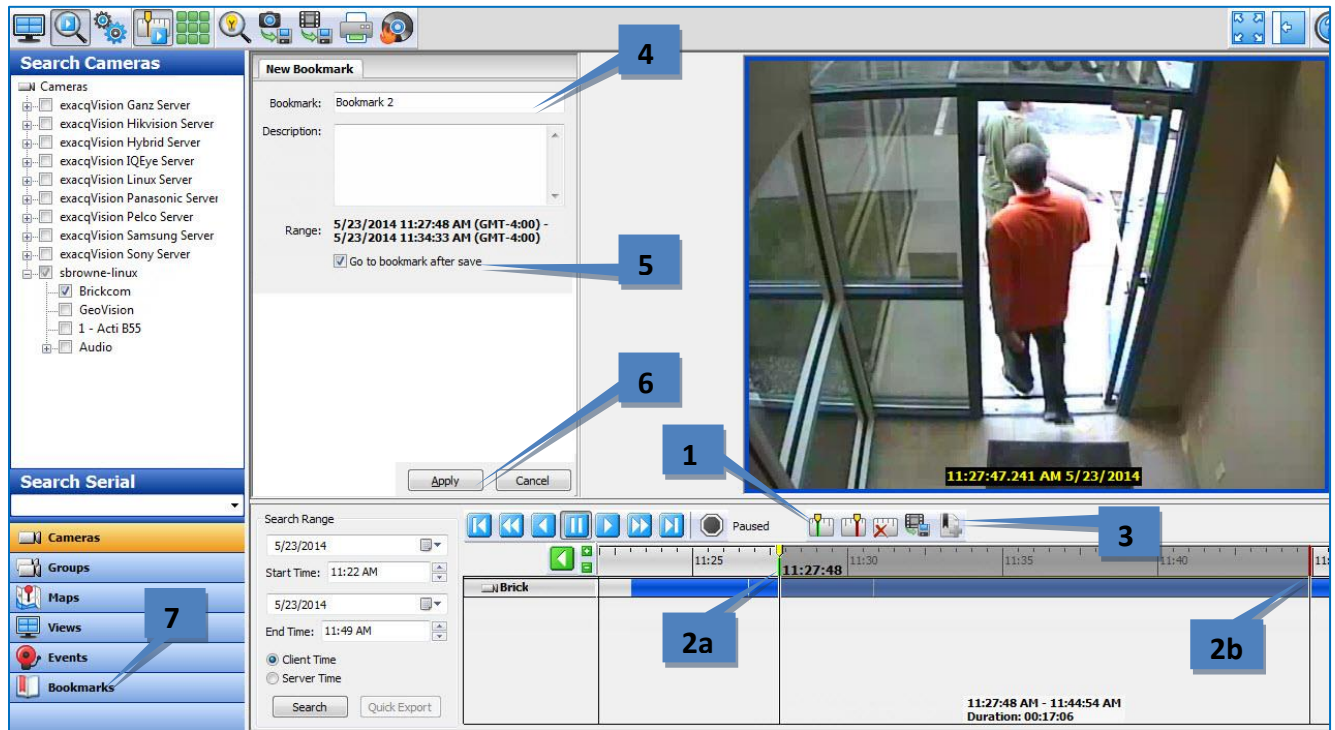 Search Cameras
Cameras
exacqVision Ganz Server
exacqVision Hikvision Server
exacqVision Hybrid Server
exacqVision IQEye Server
exacqVision Linux Server
exacqVision Panasonic Server
exacqVision Pelco Server
exacqVision Samsung Server
exacqVision Sony Server
sbrowne-linux
Brickcom
GeoVision
1 - Acti B55
Audio
Search Serial
Cameras
Groups
Maps
Views
7
Events
Bookmarks
New Bookmark
4
Bookmark: Bookmark 2
Description:
Range: 5/23/2014 11:27:48 AM (GMT-4:00) -
5/23/2014 11:34:33 AM (GMT-4:00)
Go to bookmark after save
5
6
Apply Cancel
11:27:47.241 AM 5/23/2014
1
Search Range
5/23/2014
Start Time: 11:22 AM
5/23/2014
End Time: 11:49 AM
Client Time
Server Time
Search Quick Export
Paused
3
11:25 11:27:48 11:30 11:35 11:40 11:
Brick
2a
2b
11:27:48 AM - 11:44:54 AM
Duration: 00:17:06